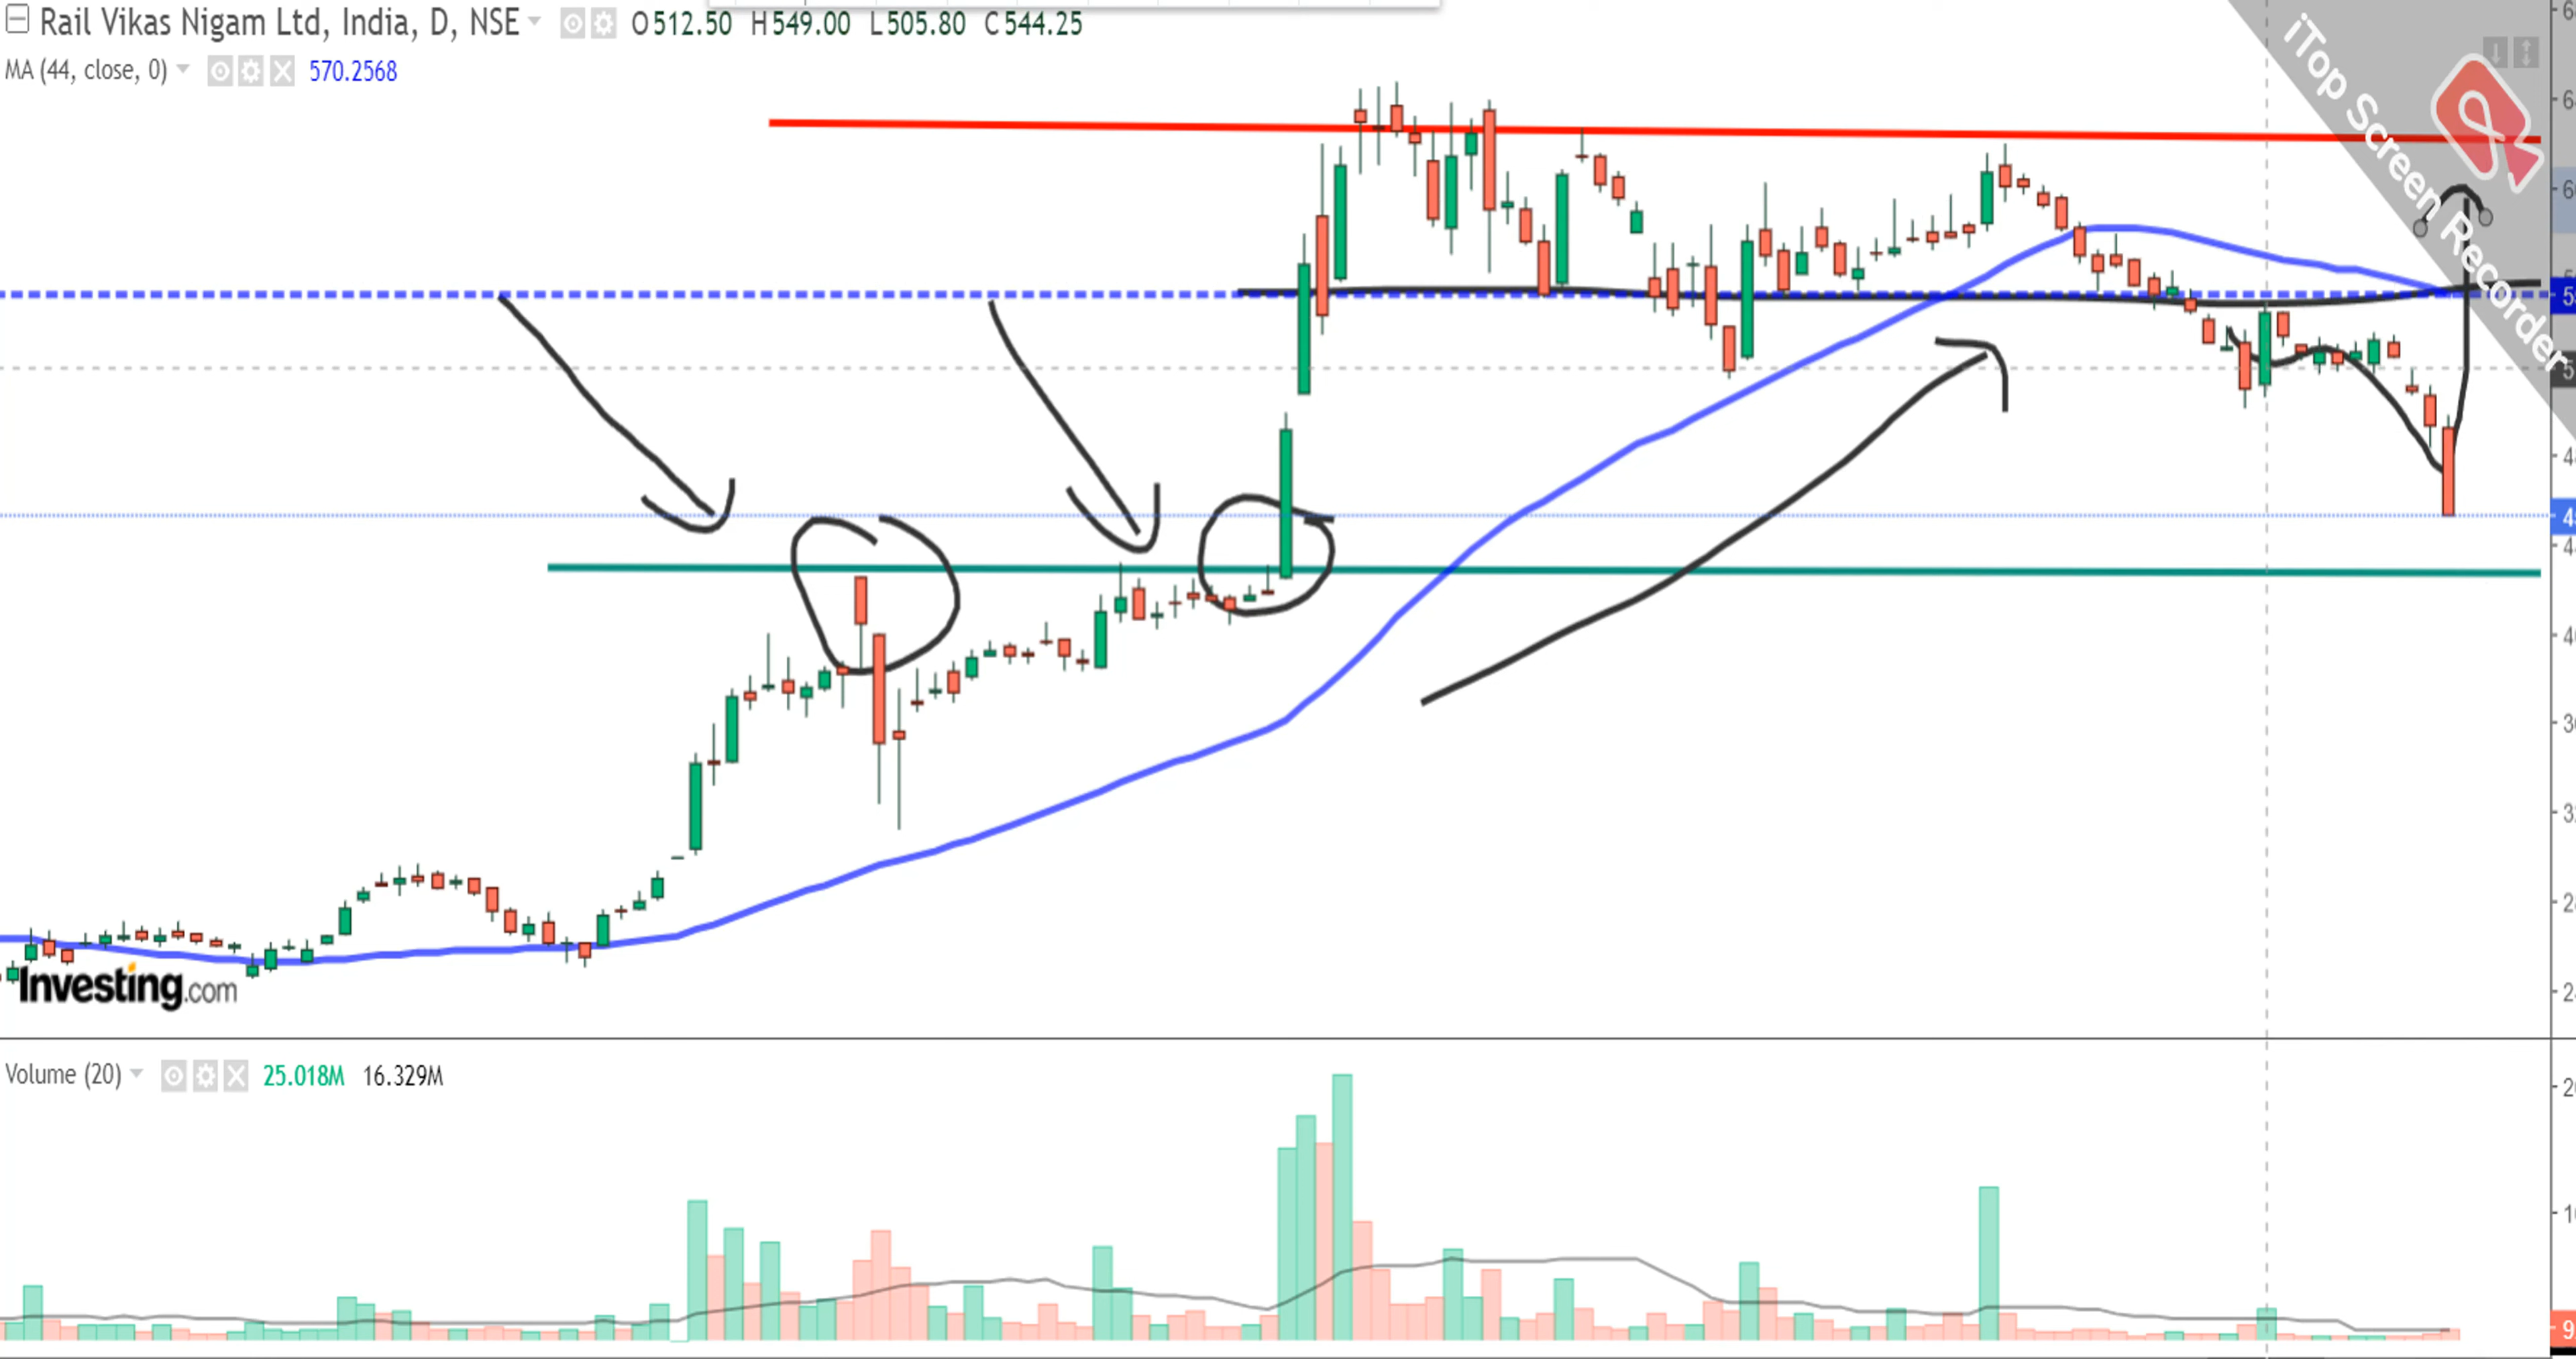 Rail Vikas Nigam Ltd, India, D, NSE O512.50 H549.00 L505.80 C544.25
MA (44, close, 0) 570.2568
iTop Screen Recorder
Investing.com
Volume (20) 25.018M 16.329M